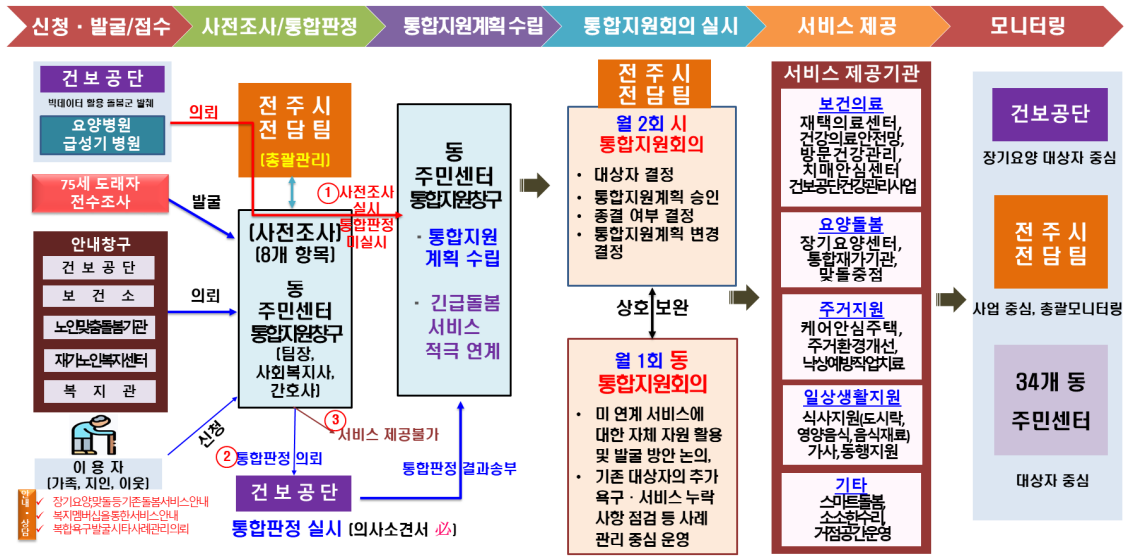 신청 · 발굴/접수
사전조사/통합판정
통합지원계획 수립
통합지원회의 실시
서비스 제공
모니터링
건 보 공 단
빅데이터 활용 돌봄군 발췌
요양병원
급성기 병원
의뢰
75세 도래자
전수조사
발굴
안내창구
건 보 공 단
보 건 소
노인맞춤돌봄기관
재가노인복지센터
복 지 관
의뢰
이 용 자
(가족, 지인, 이웃)
신청
안내 · 상담
✓ 장기요양,맞돌등기존돌봄서비스안내
✓ 복지멤버십을통한서비스안내
✓ 복합욕구발굴시타사례관리의뢰
전 주 시
전 담 팀
(총괄관리)
① 사전조사
실시
통합판정
미실시
(사전조사)
(8개 항목)
동
주민센터
통합지원창구
(팀장,
사회복지사,
간호사)
③
서비스 제공불가
② 통합판정 의뢰
건 보 공 단
통합판정 실시 (의사소견서 必)
통합판정 결과송부
동
주민센터
통합지원창구
· 통합지원
계획 수립
· 긴급돌봄
서비스
적극 연계
전 주 시
전 담 팀
월 2회 시
통합지원회의
• 대상자 결정
• 통합지원계획 승인
• 종결 여부 결정
• 통합지원계획 변경
결정
상호 보완
월 1회 동
통합지원회의
• 미 연계 서비스에
대한 자체 자원 활용
및 발굴 방안 논의,
• 기존 대상자의 추가
욕구 · 서비스 누락
사항 점검 등 사례
관리 중심 운영
서비스 제공기관
보건의료
재택의료센터,
건강의료안전망,
방문건강관리,
치매안심센터
건보공단건강관리사업
요양돌봄
장기요양센터,
통합재가기관,
맞돌중점
주거지원
케어안심주택,
주거환경개선,
낙상예방작업치료
일상생활지원
식사지원(도시락,
영양음식,음식재료)
가사,동행지원
기타
스마트돌봄
소소한수리,
거점공간운영
건보공단
장기요양 대상자 중심
전 주 시
전 담 팀
사업 중심, 총괄모니터링
34개 동
주민센터
대상자 중심